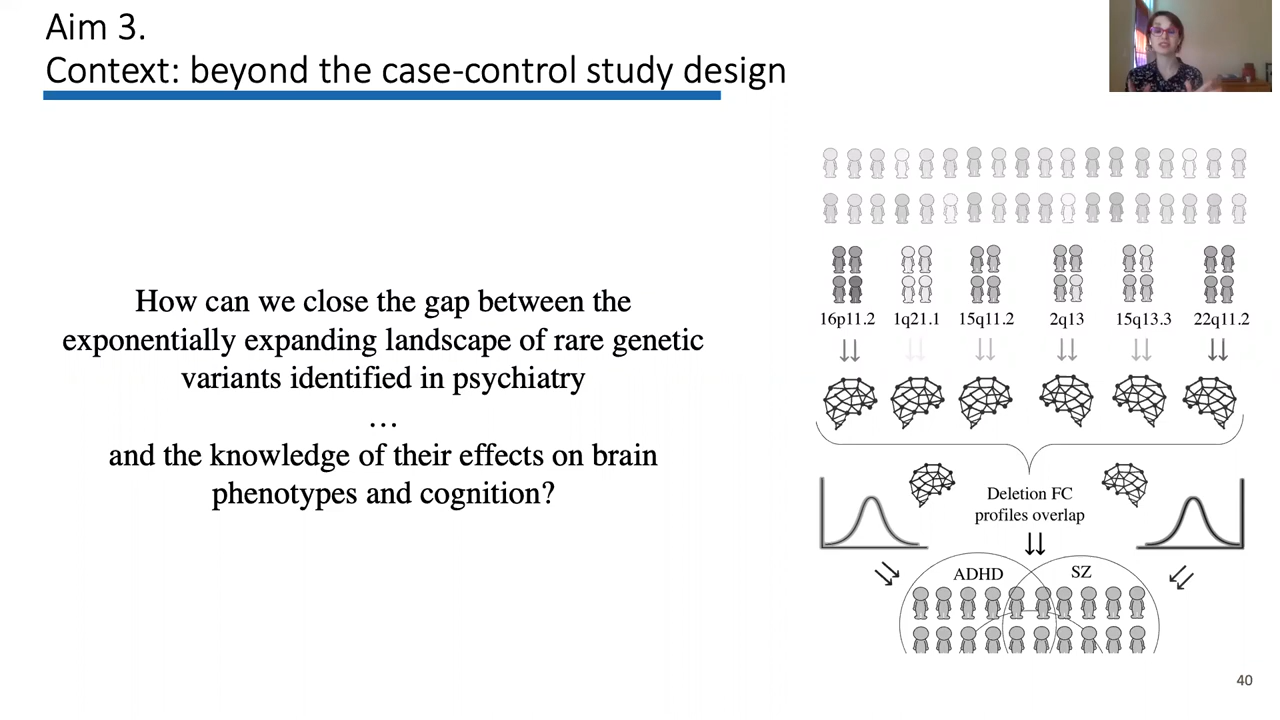 Aim 3.
Context: beyond the case-control study design
How can we close the gap between the
exponentially expanding landscape of rare genetic
variants identified in psychiatry
…
and the knowledge of their effects on brain
phenotypes and cognition?
16p11.2 1q21.1 15q11.2 2q13 15q13.3 22q11.2
Deletion FC
profiles overlap
ADHD SZ
40